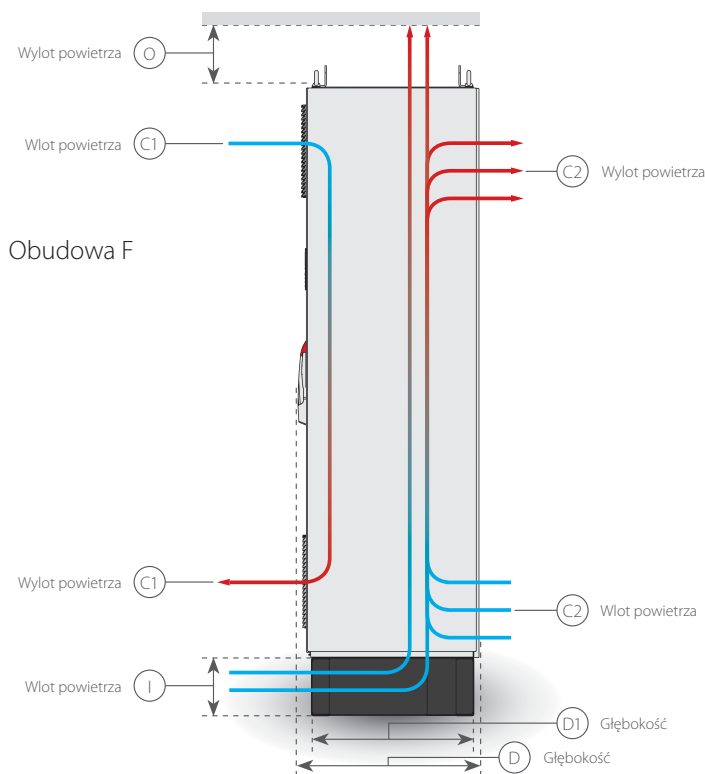 Wylot powietrza O
Wlot powietrza C1
C2 Wylot powietrza
Obudowa F
Wylot powietrza C1
C2 Wlot powietrza
Wlot powietrza I
D1 Głębokość
D Głębokość